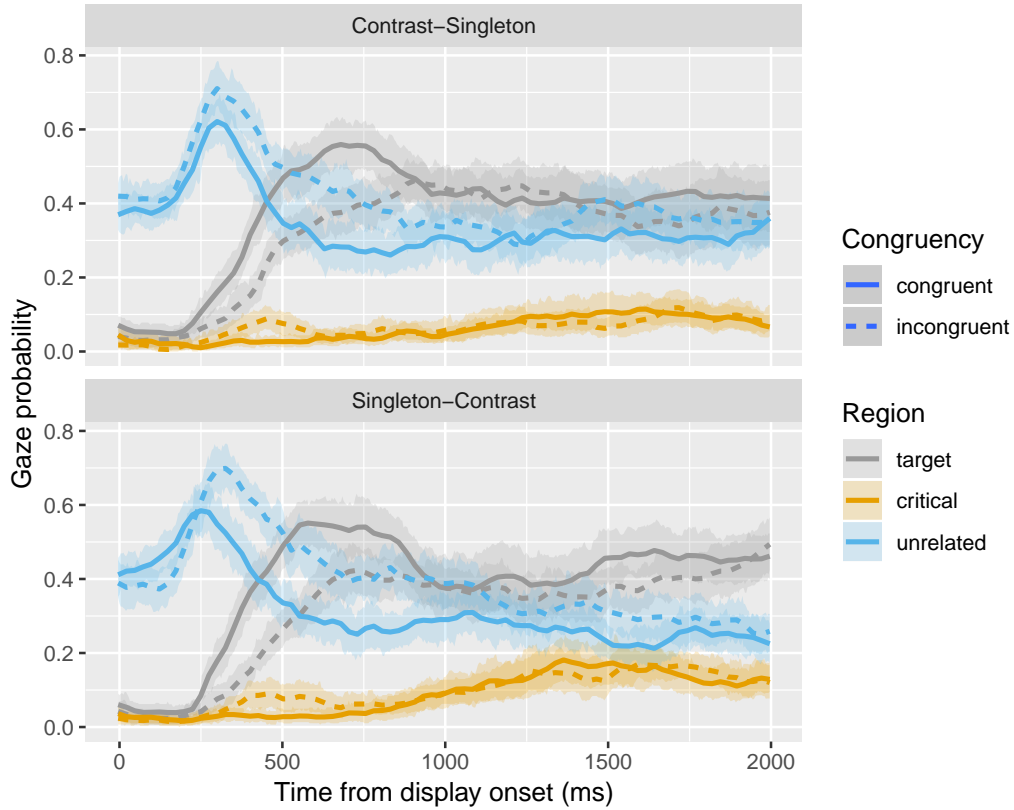 Contrast−Singleton
0.8
0.6
0.4
0.2
0.0
Singleton−Contrast
0.8
0.6
0.4
0.2
0.0
Gaze probability
0 500 1000 1500 2000
Time from display onset (ms)
Congruency
congruent
incongruent
Region
target
critical
unrelated